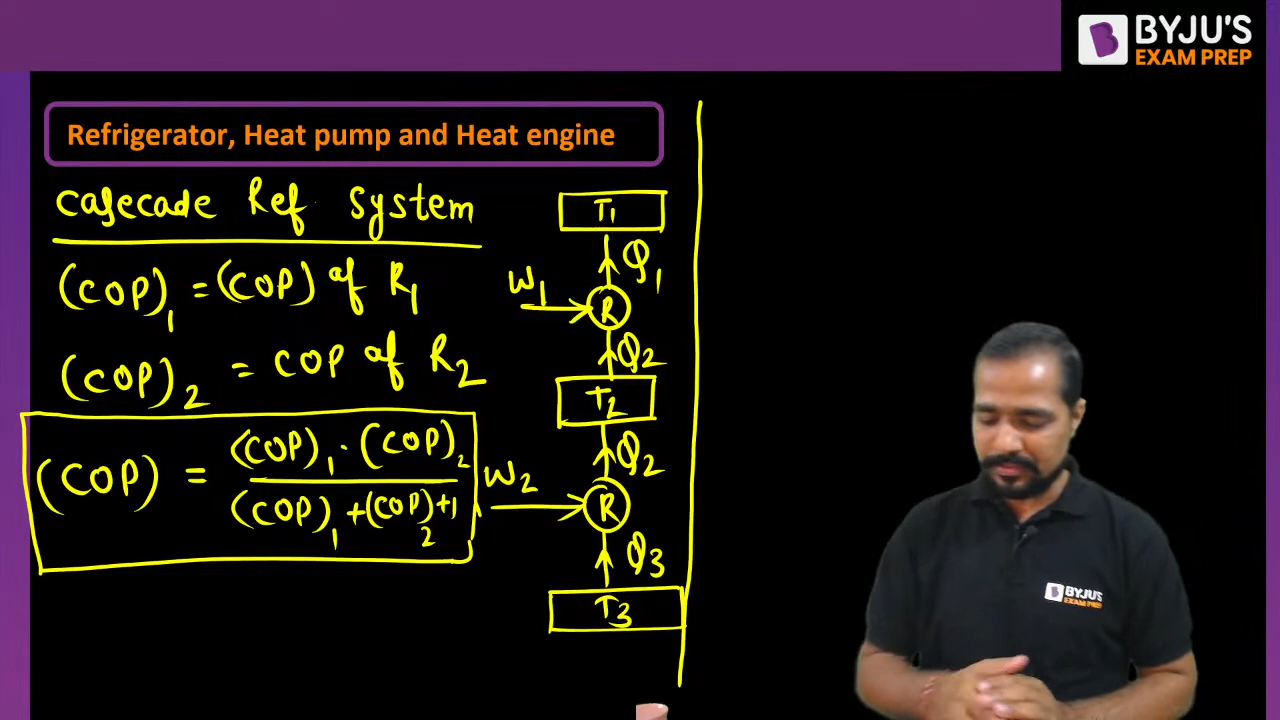 BYJU'S
EXAM PREP
Refrigerator, Heat pump and Heat engine
Casecade Ref System
(COP)₁ = (COP) of R₁
(COP)₂ = COP of R₂
(COP) = (COP)₁ . (COP)₂
(COP)₁ + (COP)₂ + 1
T₁
Q₁
W₁
R
Q₂
T₂
Q₂
W₂
R
Q₃
T₃
BYJU'S
EXAM PREP